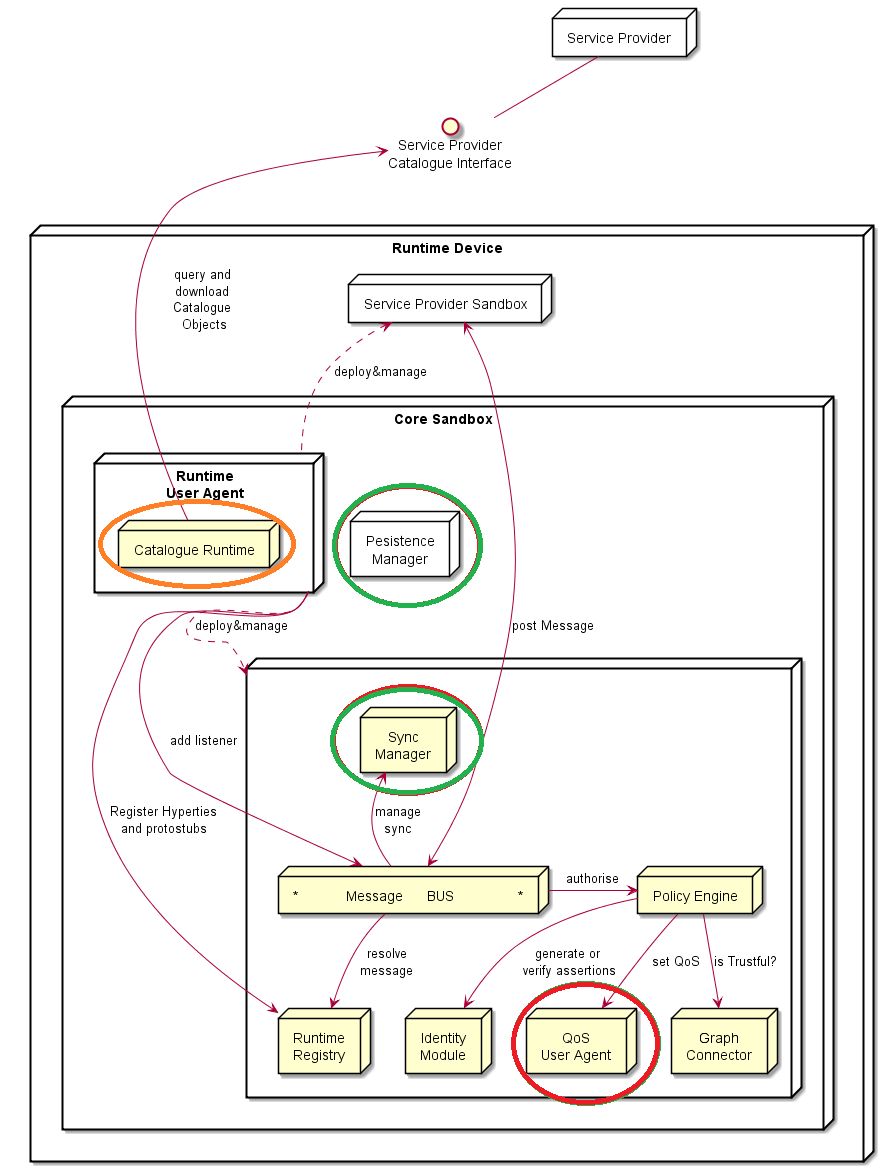 Service Provider
Service Provider
Catalogue Interface
Runtime Device
query and
download
Catalogue
Objects
Service Provider Sandbox
deploy&manage
Core Sandbox
Runtime
User Agent
Catalogue Runtime
Pesistence
Manager
deploy&manage
post Message
Sync
Manager
add listener
Register Hyperties
and protostubs
manage
sync
* Message BUS *
authorise
Policy Engine
resolve
message
generate or
verify assertions
set QoS
is Trustful?
Runtime
Registry
Identity
Module
QoS
User Agent
Graph
Connector